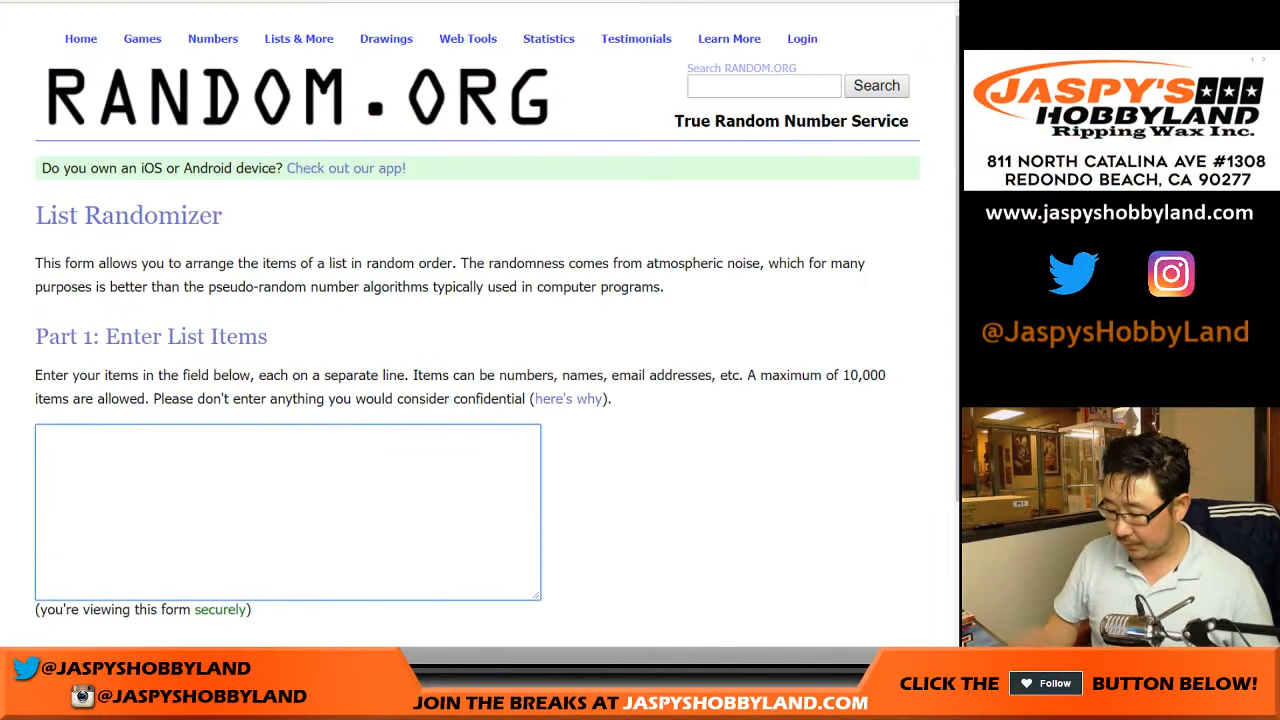 Home Games Numbers Lists & More Drawings Web Tools Statistics Testimonials Learn More Login
RANDOM.ORG
Search RANDOM.ORG
Search
True Random Number Service
Do you own an iOS or Android device? Check out our app!
List Randomizer
This form allows you to arrange the items of a list in random order. The randomness comes from atmospheric noise, which for many
purposes is better than the pseudo-random number algorithms typically used in computer programs.
Part 1: Enter List Items
Enter your items in the field below, each on a separate line. Items can be numbers, names, email addresses, etc. A maximum of 10,000
items are allowed. Please don't enter anything you would consider confidential (here's why).
(you're viewing this form securely)
JASPY'S
HOBBYLAND
Ripping Wax Inc.
811 NORTH CATALINA AVE #1308
REDONDO BEACH, CA 90277
www.jaspyshobbyland.com
@JaspysHobbyLand
@JASPYSHOBBYLAND
@JASPYSHOBBYLAND
JOIN THE BREAKS AT JASPYSHOBBYLAND.COM
CLICK THE Follow BUTTON BELOW!